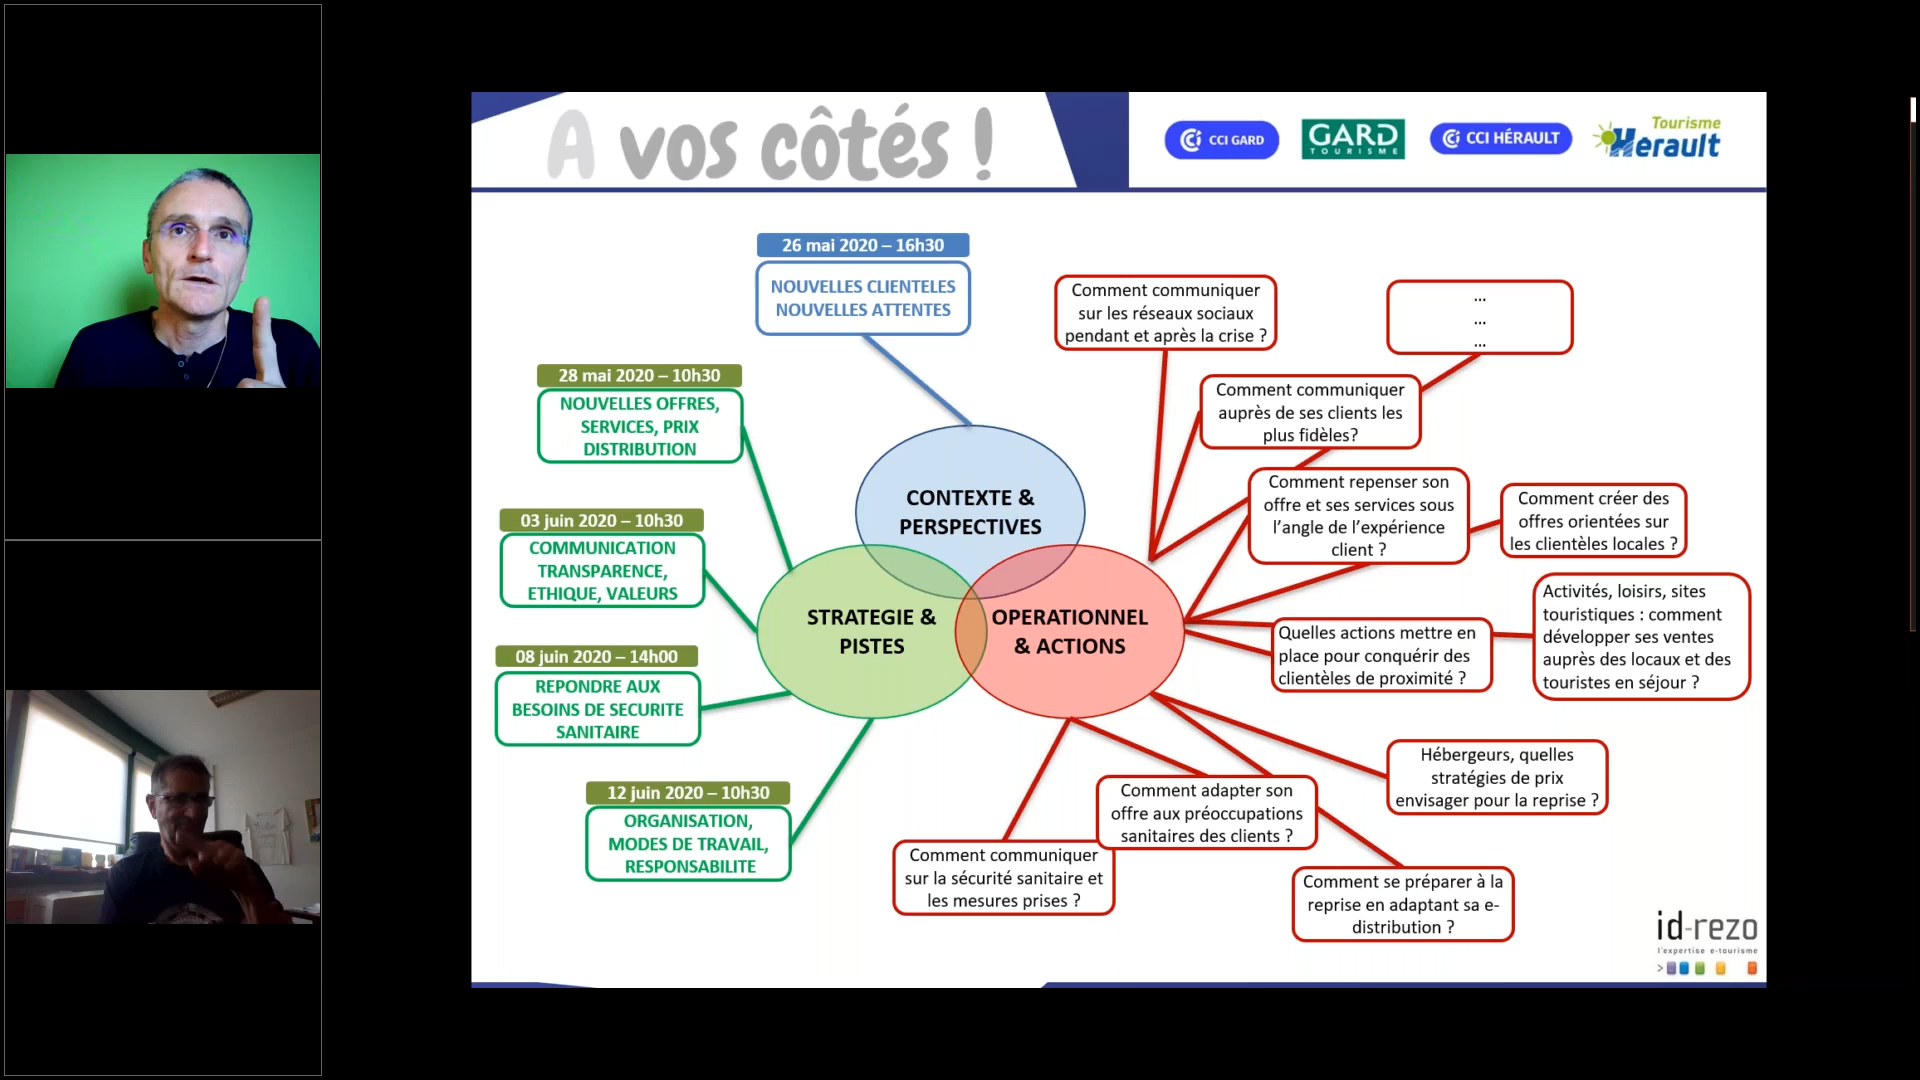 A vos côtés !
CCI GARD
GARD
TOURISME
CCI HÉRAULT
Tourisme
Herault
26 mai 2020 – 16h30
NOUVELLES CLIENTELES
NOUVELLES ATTENTES
28 mai 2020 – 10h30
NOUVELLES OFFRES,
SERVICES, PRIX
DISTRIBUTION
03 juin 2020 – 10h30
COMMUNICATION
TRANSPARENCE,
ETHIQUE, VALEURS
08 juin 2020 – 14h00
REPONDRE AUX
BESOINS DE SECURITE
SANITAIRE
12 juin 2020 – 10h30
ORGANISATION,
MODES DE TRAVAIL,
RESPONSABILITE
CONTEXTE &
PERSPECTIVES
STRATEGIE &
PISTES
OPERATIONNEL
& ACTIONS
Comment communiquer
sur les réseaux sociaux
pendant et après la crise ?
...
...
...
Comment communiquer
auprès de ses clients les
plus fidèles?
Comment repenser son
offre et ses services sous
l'angle de l'expérience
client ?
Comment créer des
offres orientées sur
les clientèles locales ?
Quelles actions mettre en
place pour conquérir des
clientèles de proximité ?
Activités, loisirs, sites
touristiques : comment
développer ses ventes
auprès des locaux et des
touristes en séjour ?
Hébergeurs, quelles
stratégies de prix
envisager pour la reprise ?
Comment adapter son
offre aux préoccupations
sanitaires des clients ?
Comment communiquer
sur la sécurité sanitaire et
les mesures prises ?
Comment se préparer à la
reprise en adaptant sa e-
distribution ?
id-rezo
l'expertise e-tourisme
>